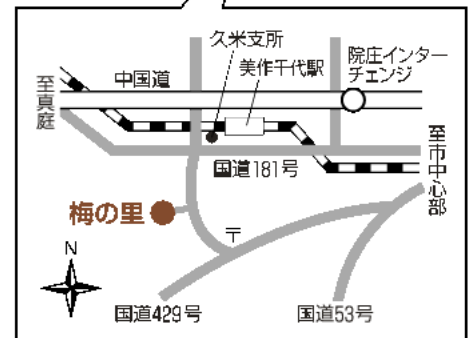 久米支所
美作千代駅
院庄インター
チェンジ
中国道
至真庭
国道181号
至市中心部
梅の里
〒
N
国道429号
国道53号